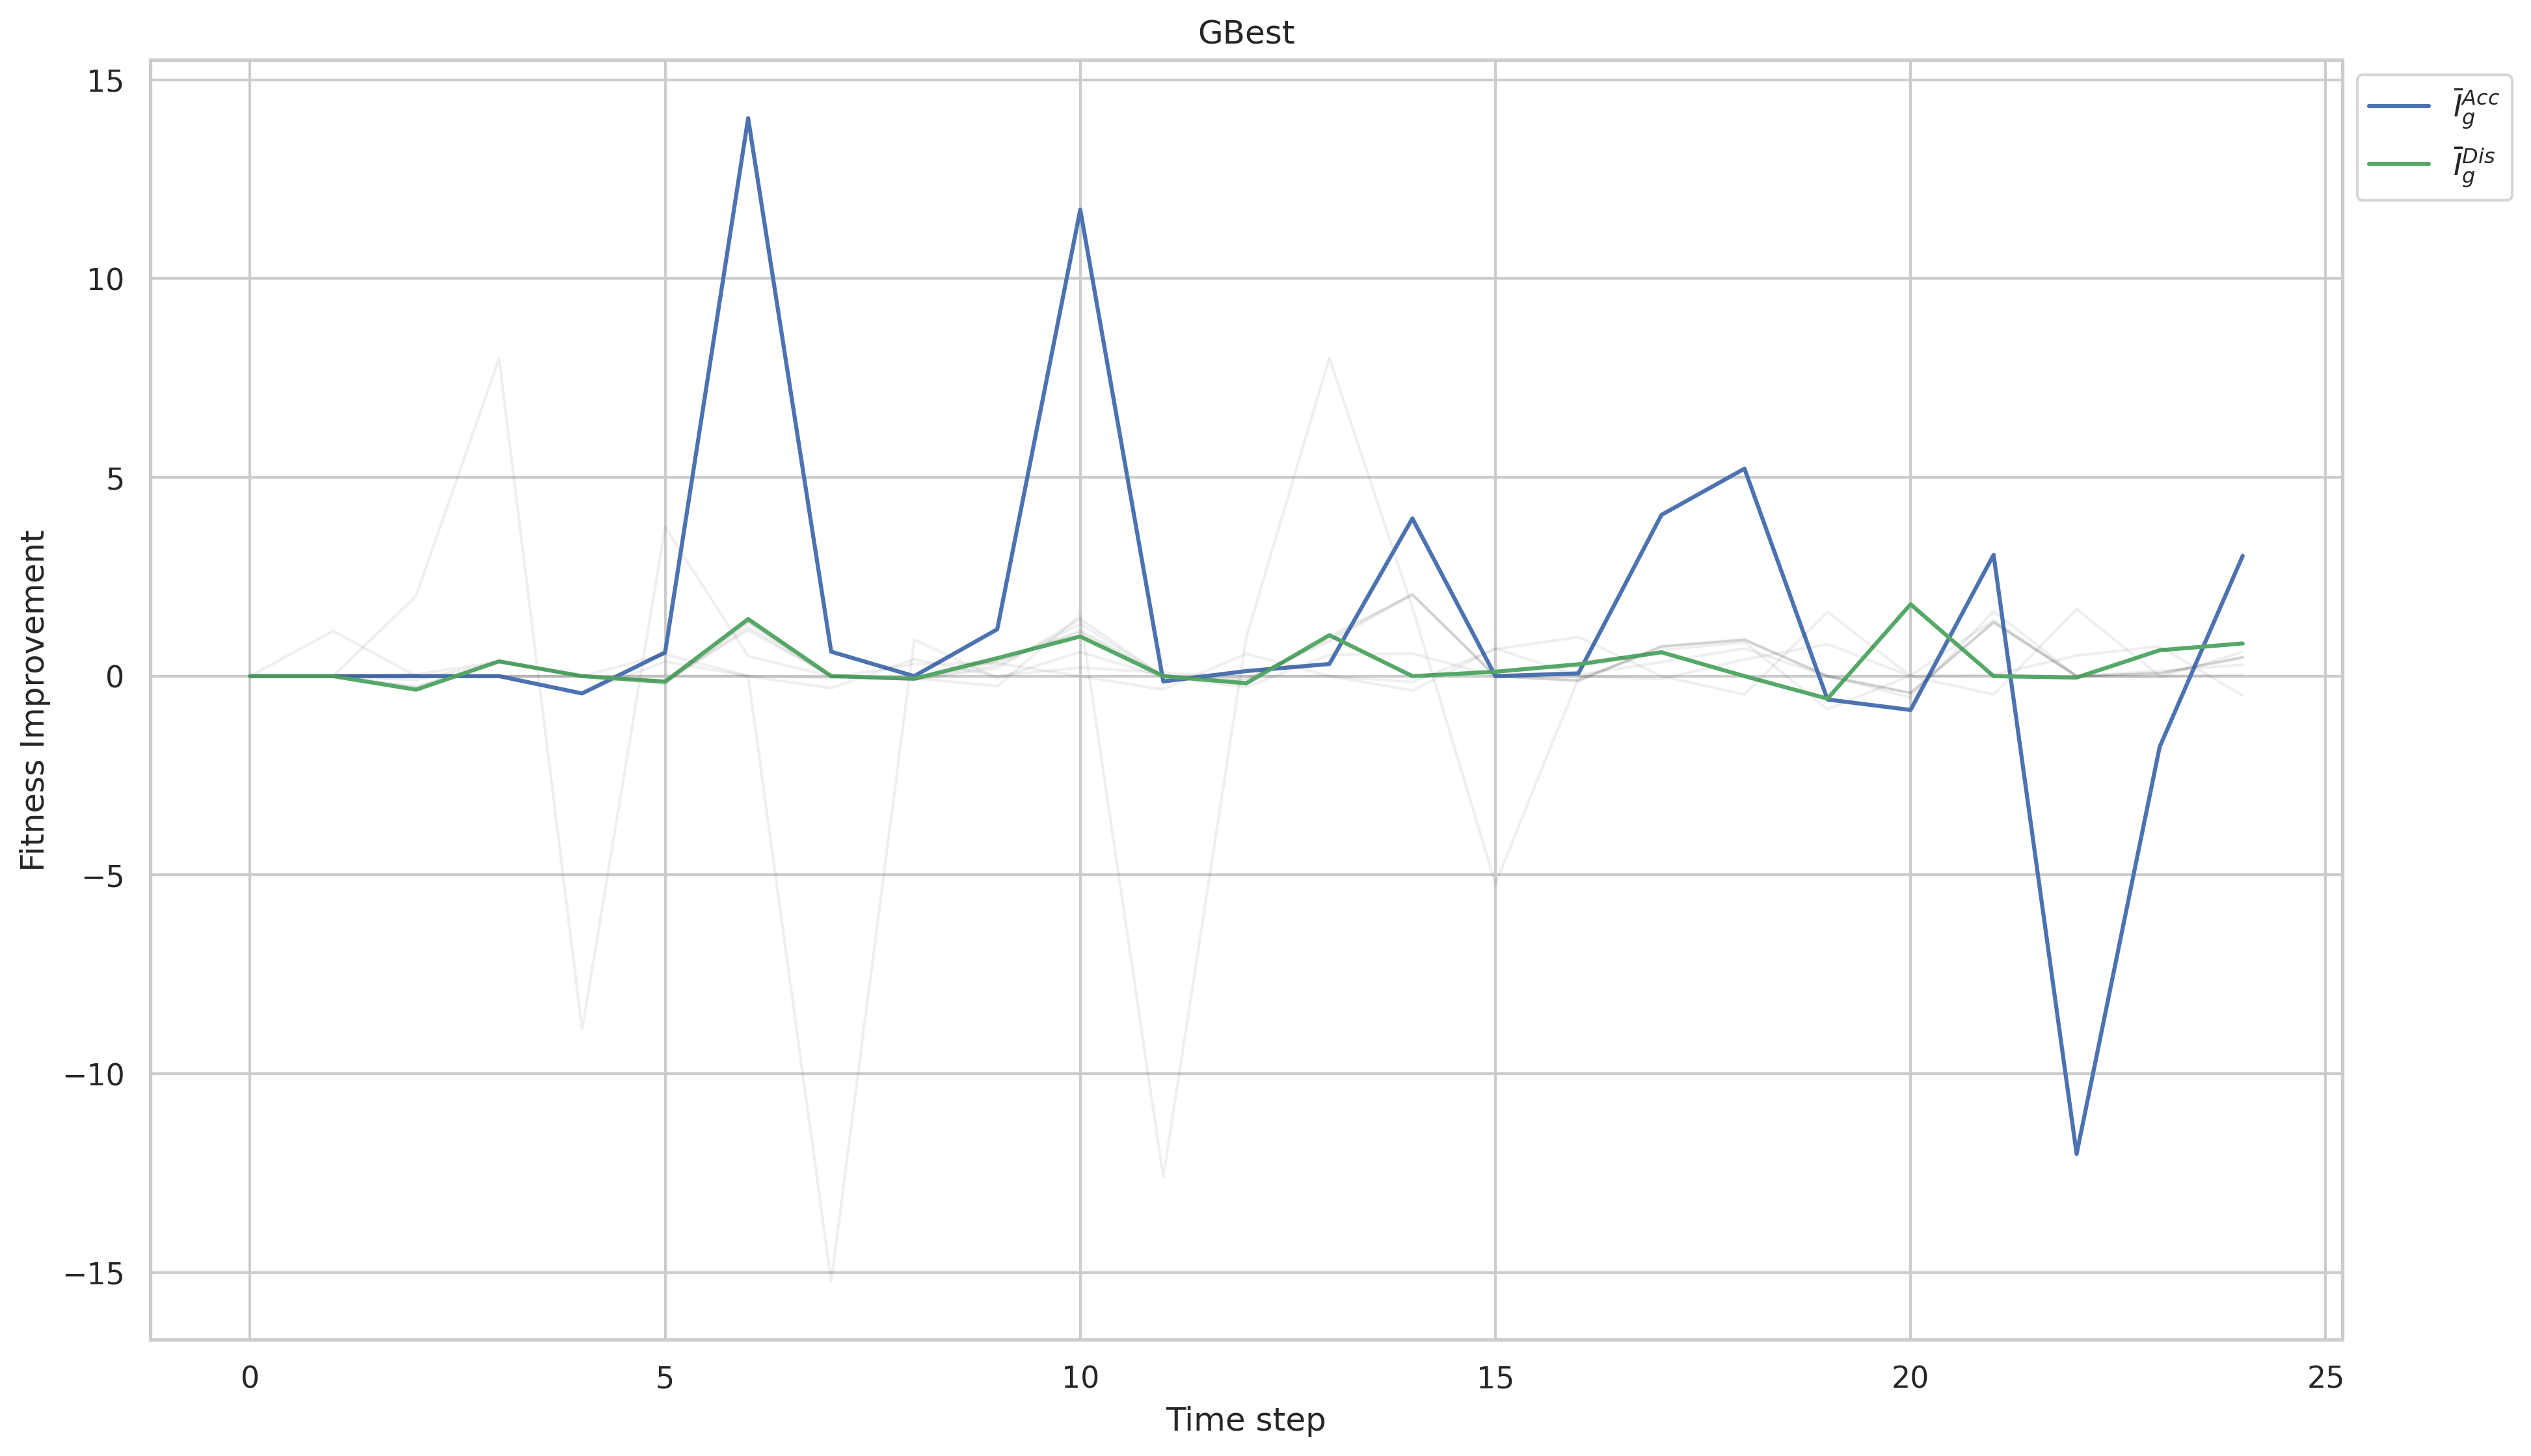 GBest
15
10
5
0
−5
−10
−15
Fitness Improvement
0 5 10 15 20 25
Time step
Ī_g^{Acc}
Ī_g^{Dis}